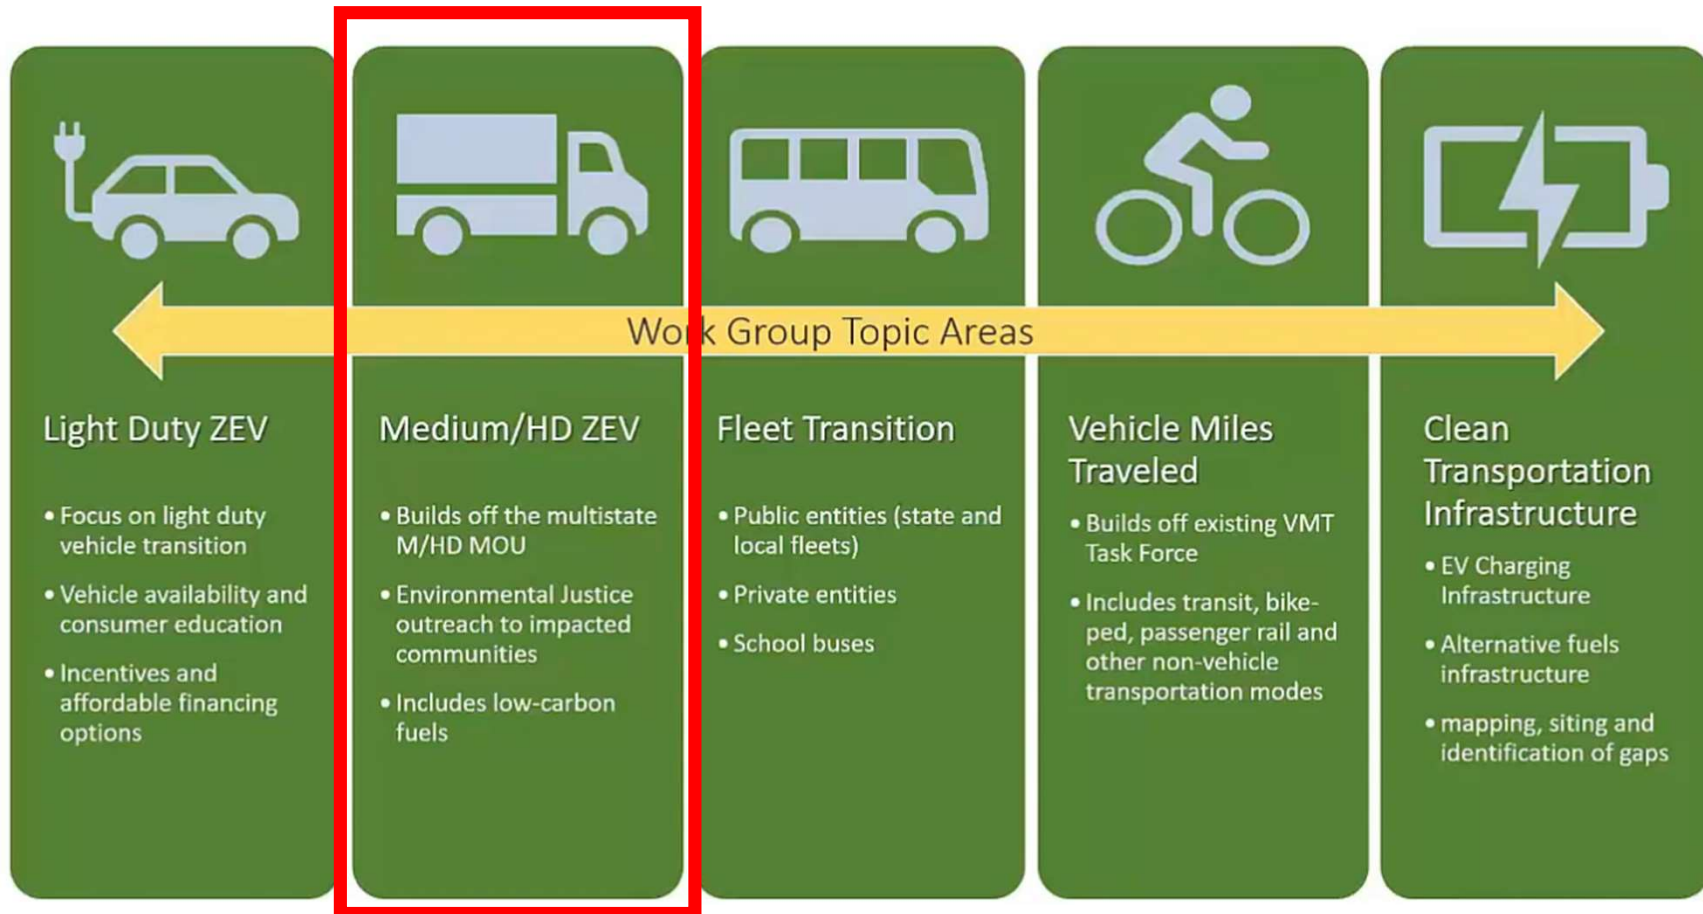 Work Group Topic Areas
Light Duty ZEV
• Focus on light duty
vehicle transition
• Vehicle availability and
consumer education
• Incentives and
affordable financing
options
Medium/HD ZEV
• Builds off the multistate
M/HD MOU
• Environmental Justice
outreach to impacted
communities
• Includes low-carbon
fuels
Fleet Transition
• Public entities (state and
local fleets)
• Private entities
• School buses
Vehicle Miles
Traveled
• Builds off existing VMT
Task Force
• Includes transit, bike-
ped, passenger rail and
other non-vehicle
transportation modes
Clean
Transportation
Infrastructure
• EV Charging
Infrastructure
• Alternative fuels
infrastructure
• mapping, siting and
identification of gaps